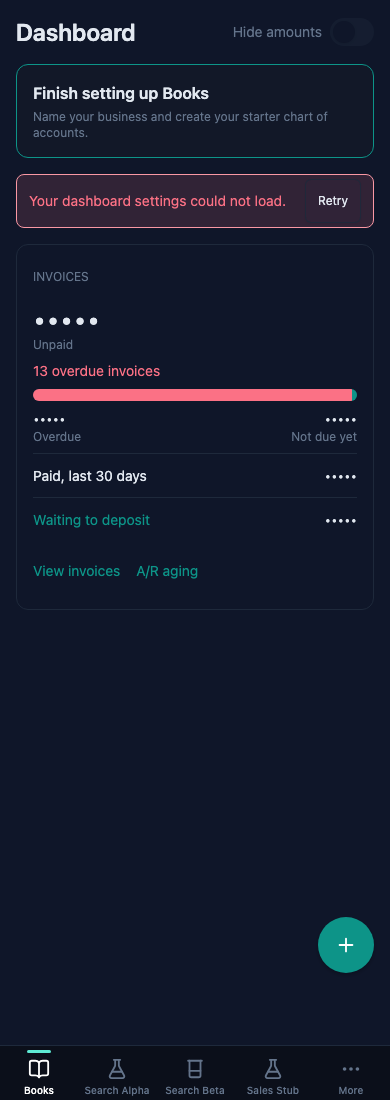 Dashboard
Hide amounts
Finish setting up Books
Name your business and create your starter chart of
accounts.
Your dashboard settings could not load.
Retry
INVOICES
•••••
Unpaid
13 overdue invoices
••••• •••••
Overdue Not due yet
Paid, last 30 days •••••
Waiting to deposit •••••
View invoices A/R aging
+
Books Search Alpha Search Beta Sales Stub More